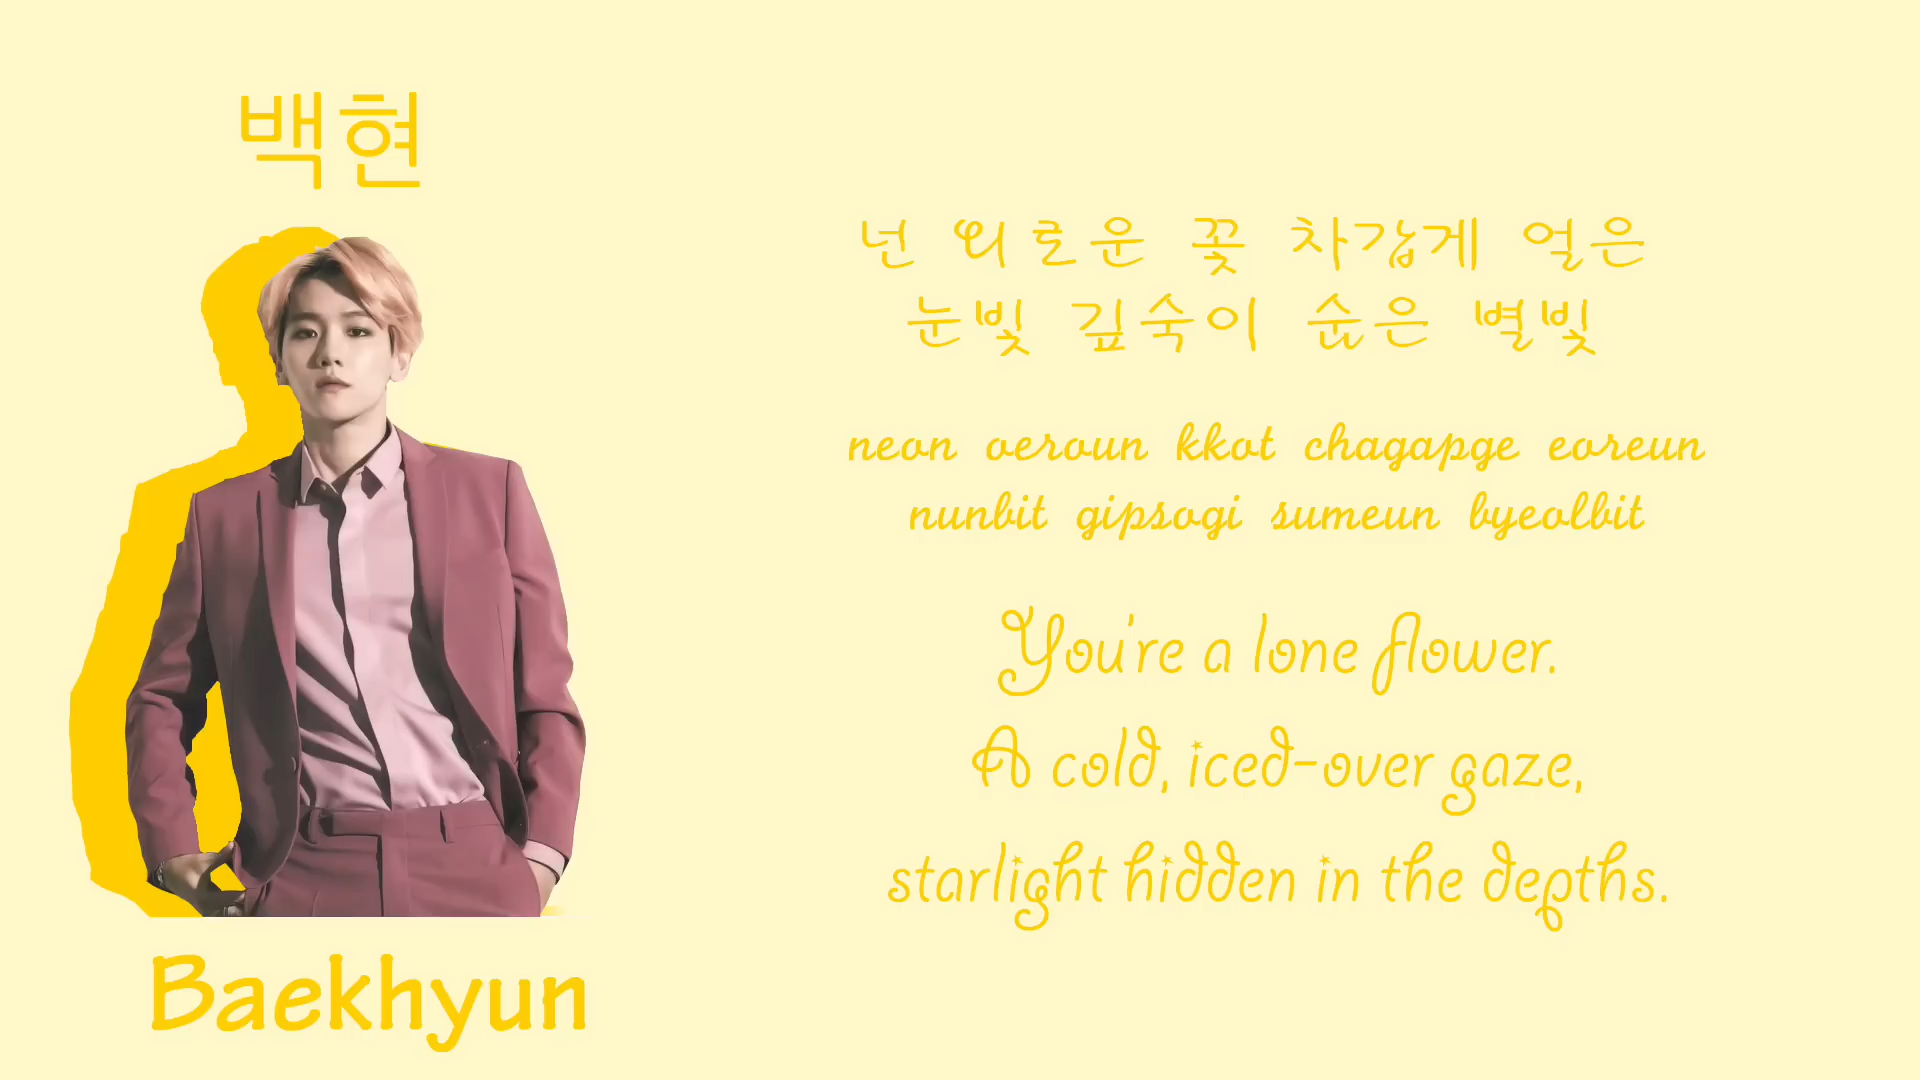 백현
넌 외로운 꽃 차갑게 얼은
눈빛 깊숙이 숨은 별빛
neon oeroun kkot chagapge eoreun
nunbit gipsogi sumeun byeolbit
You're a lone flower.
A cold, iced-over gaze,
starlight hidden in the depths.
Baekhyun